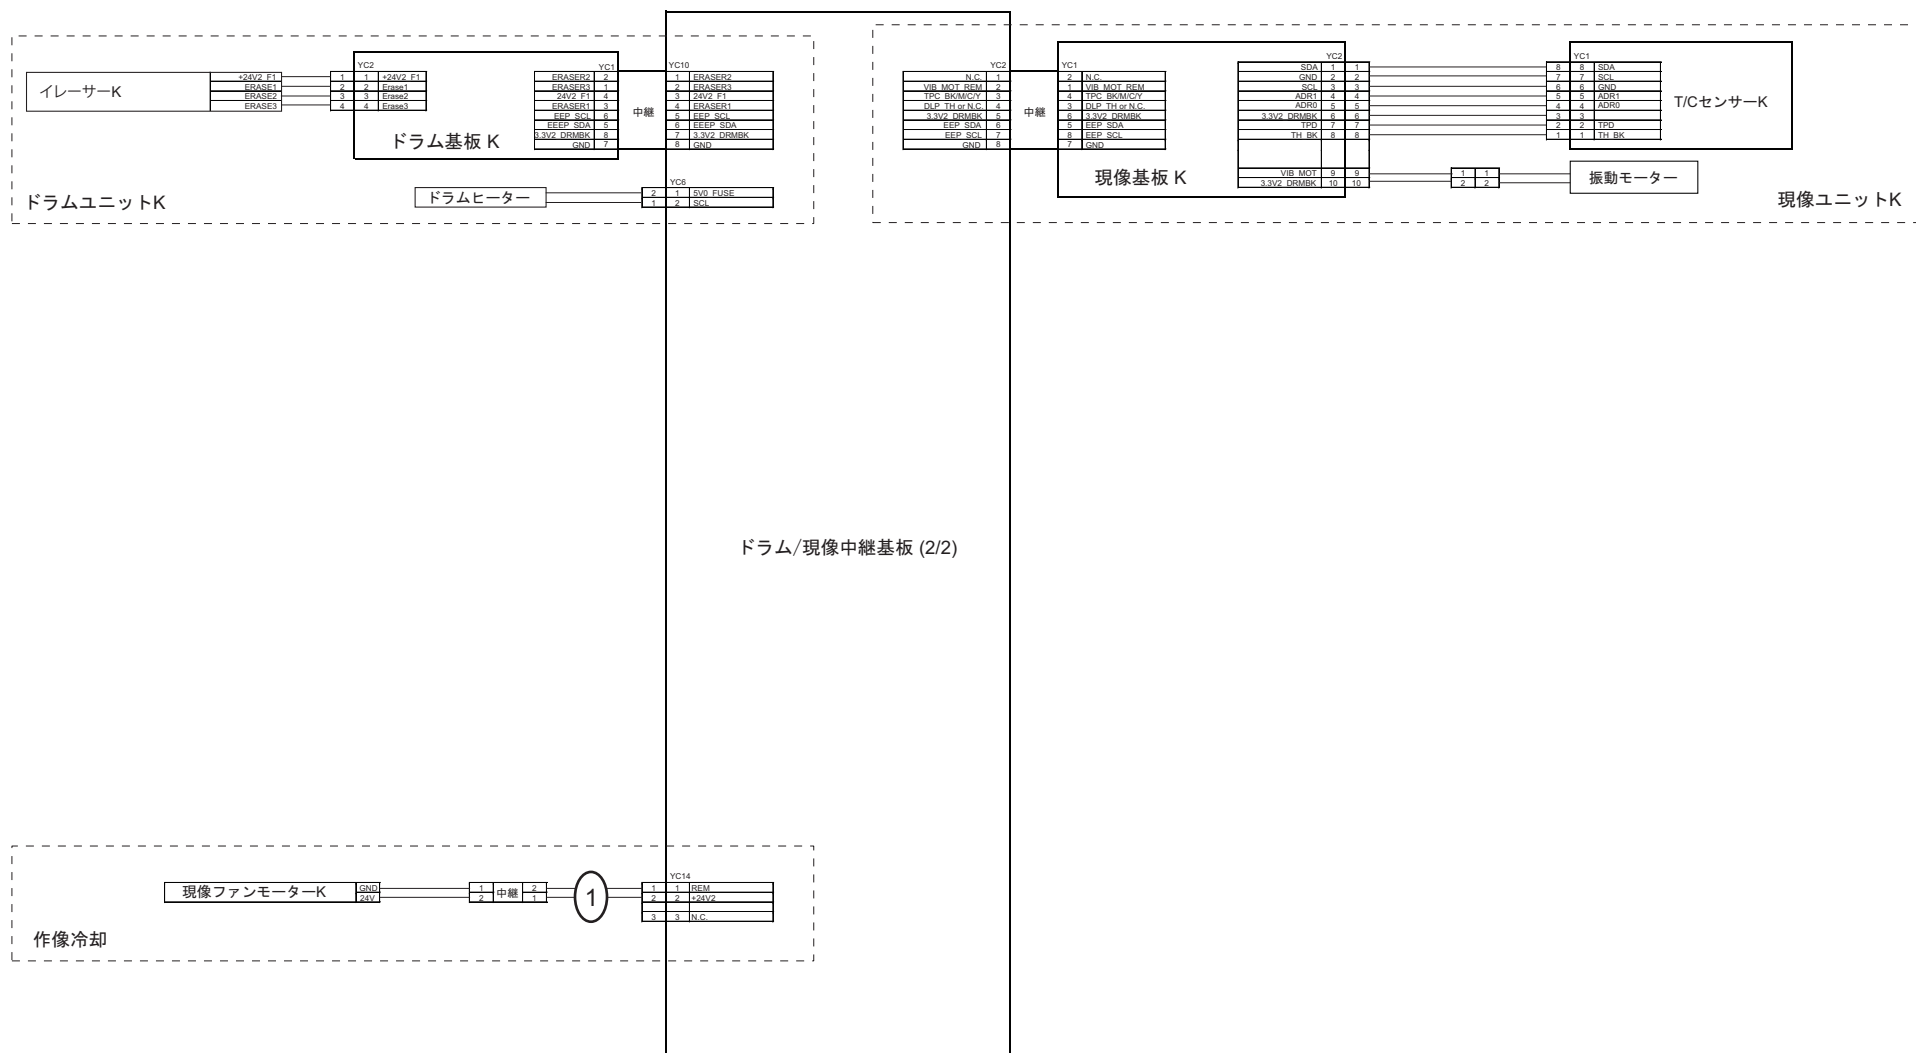 イレーサーK
+24V2_F1
ERASE1
ERASE2
ERASE3
YC2
1 1 +24V2_F1
2 2 Erase1
3 3 Erase2
4 4 Erase3
ドラム基板 K
YC1
ERASER2 2
ERASER3 1
24V2_F1 4
ERASER1 3
EEP_SCL 6
EEEP_SDA 5
3.3V2_DRMBK 8
GND 7
中継
YC10
1 ERASER2
2 ERASER3
3 24V2_F1
4 ERASER1
5 EEP_SCL
6 EEEP_SDA
7 3.3V2_DRMBK
8 GND
ドラムヒーター
YC6
2 1 5V0_FUSE
1 2 SCL
ドラムユニットK
YC2
N.C. 1
VIB_MOT_REM 2
TPC_BK/M/C/Y 3
DLP_TH or N.C. 4
3.3V2_DRMBK 5
EEP_SDA 6
EEP_SCL 7
GND 8
中継
YC1
2 N.C.
1 VIB_MOT_REM
4 TPC_BK/M/C/Y
3 DLP_TH or N.C.
6 3.3V2_DRMBK
5 EEP_SDA
8 EEP_SCL
7 GND
現像基板 K
YC2
SDA 1 1
GND 2 2
SCL 3 3
ADR1 4 4
ADR0 5 5
3.3V2_DRMBK 6 6
TPD 7 7
TH_BK 8 8
VIB_MOT 9 9
3.3V2_DRMBK 10 10
YC1
8 8 SDA
7 7 SCL
6 6 GND
5 5 ADR1
4 4 ADR0
3 3
2 2 TPD
1 1 TH_BK
T/CセンサーK
1 1
2 2
振動モーター
現像ユニットK
ドラム/現像中継基板 (2/2)
現像ファンモーターK
GND
24V
1 中継 2
2 1
1
YC14
1 1 REM
2 2 +24V2
3 3 N.C.
作像冷却